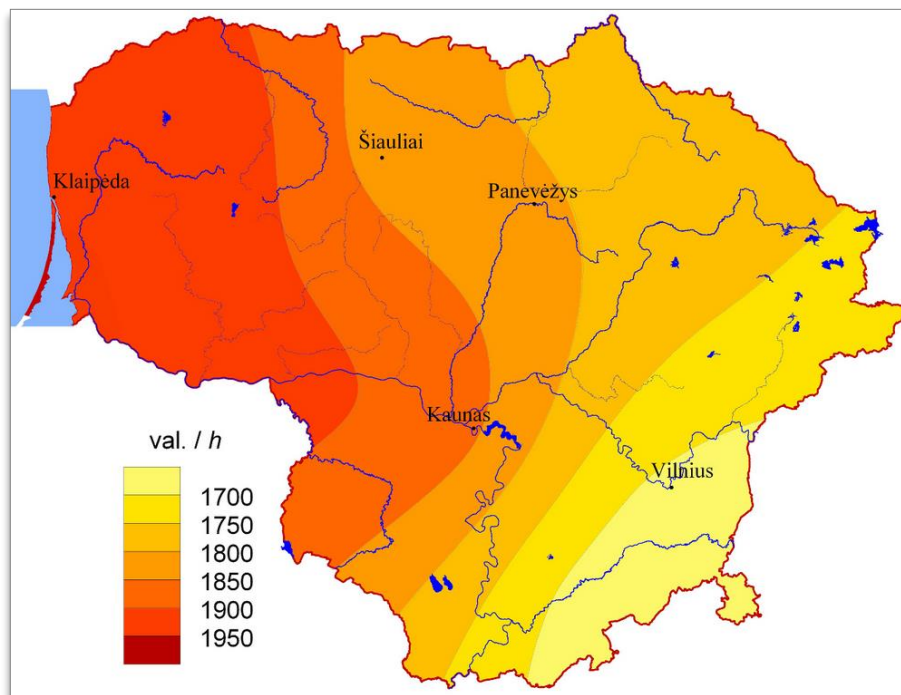 Šiauliai
Klaipėda
Panevėžys
Kaunas
Vilnius
val. / h
1700
1750
1800
1850
1900
1950